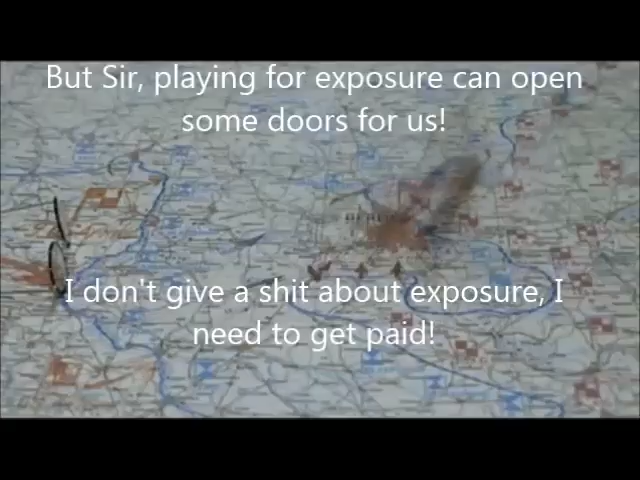 But Sir, playing for exposure can open
some doors for us!
I don't give a shit about exposure, I
need to get paid!